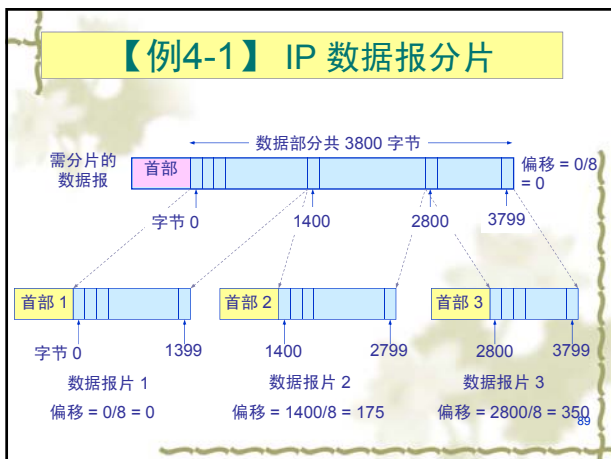 【例4-1】 IP 数据报分片
数据部分共 3800 字节
需分片的
数据报
首部
偏移 = 0/8
= 0
字节 0
1400
2800
3799
首部 1
首部 2
首部 3
字节 0
1399
1400
2799
2800
3799
数据报片 1
数据报片 2
数据报片 3
偏移 = 0/8 = 0
偏移 = 1400/8 = 175
偏移 = 2800/8 = 350
89